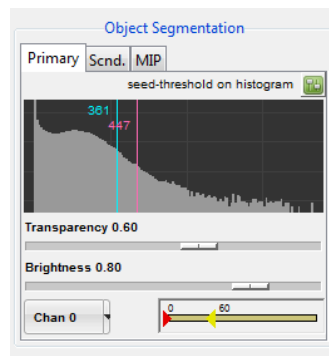 Object Segmentation
Primary Scnd. MIP
seed-threshold on histogram
361
447
Transparency 0.60
Brightness 0.80
Chan 0 0 60